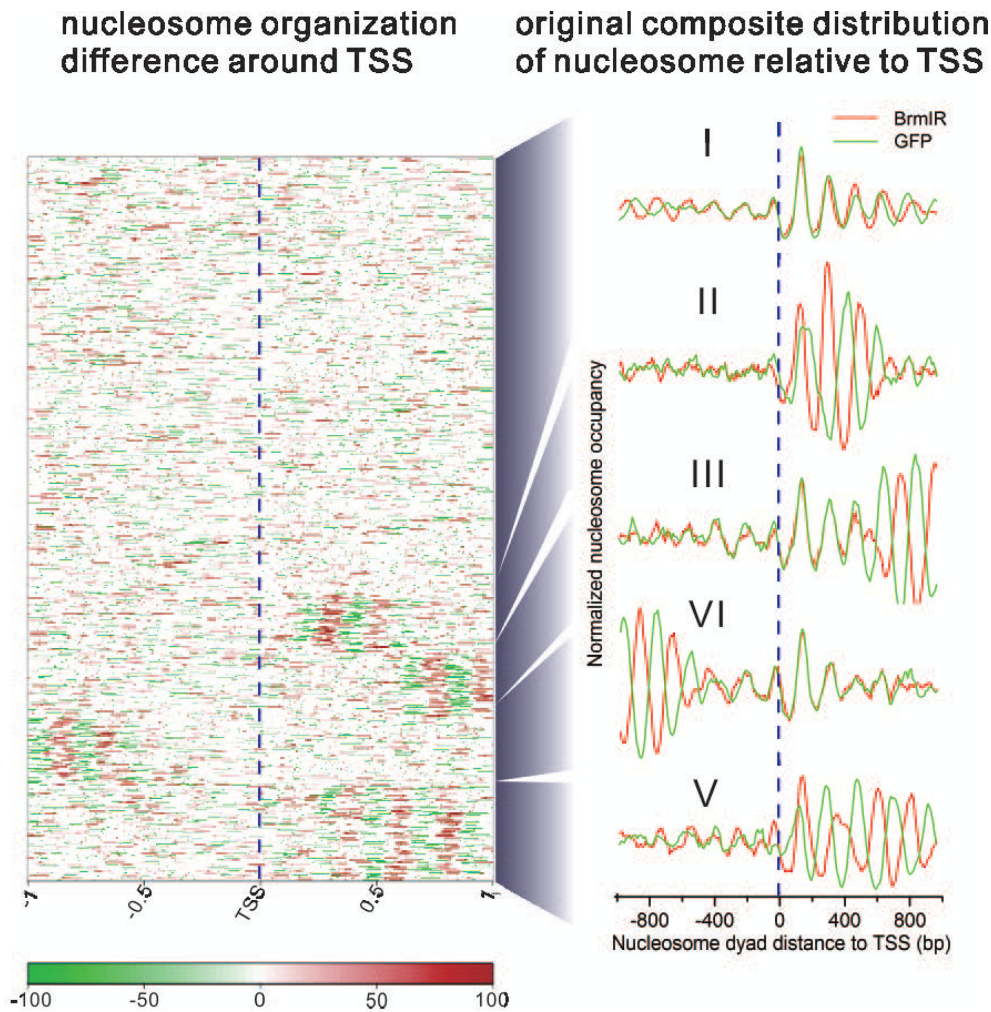 nucleosome organization
difference around TSS
original composite distribution
of nucleosome relative to TSS
BrmIR
GFP
I
II
III
VI
V
Normalized nucleosome occupancy
-1
-0.5
TSS
0.5
1
-800
-400
0
400
800
Nucleosome dyad distance to TSS (bp)
-100
-50
0
50
100